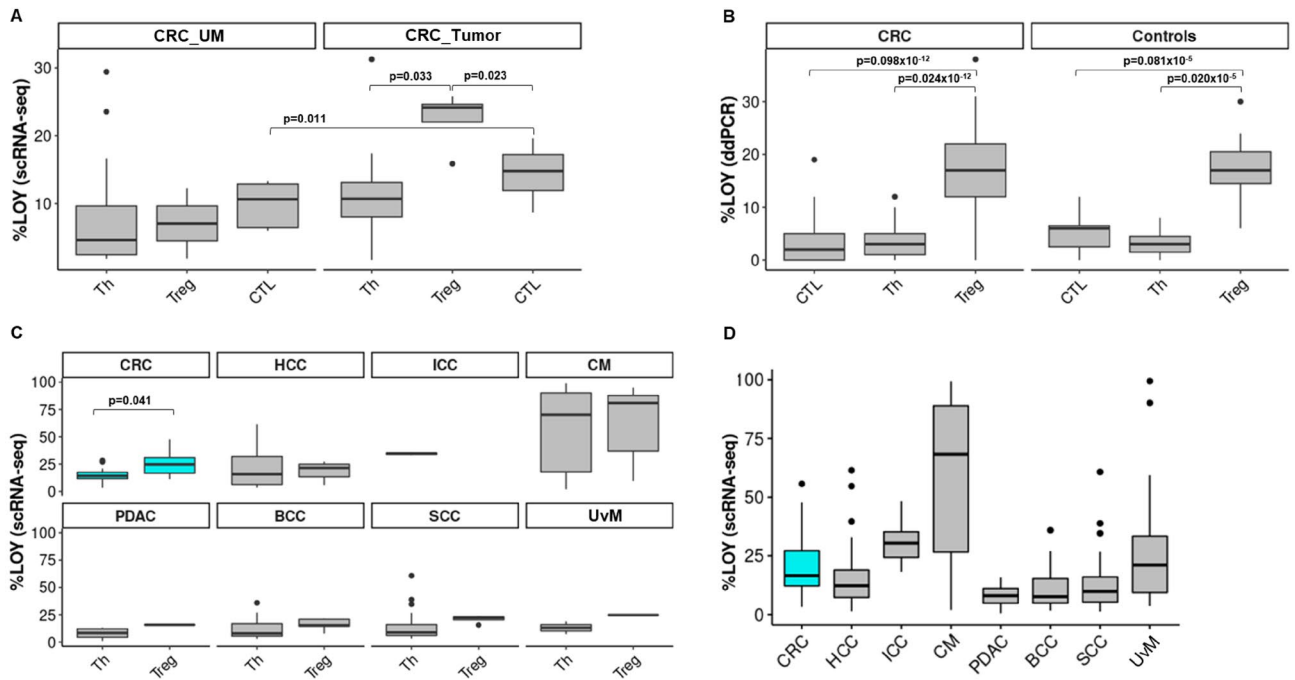 A
CRC_UM
CRC_Tumor
%LOY (scRNA-seq)
30
20
10
p=0.033
p=0.023
p=0.011
Th
Treg
CTL
Th
Treg
CTL
B
CRC
Controls
%LOY (ddPCR)
30
20
10
0
p=0.098x10-12
p=0.024x10-12
p=0.081x10-5
p=0.020x10-5
CTL
Th
Treg
CTL
Th
Treg
C
CRC
HCC
ICC
CM
%LOY (scRNA-seq)
100
75
50
25
0
p=0.041
PDAC
BCC
SCC
UvM
100
75
50
25
0
Th
Treg
Th
Treg
Th
Treg
Th
Treg
D
%LOY (scRNA-seq)
100
75
50
25
0
CRC
HCC
ICC
CM
PDAC
BCC
SCC
UvM